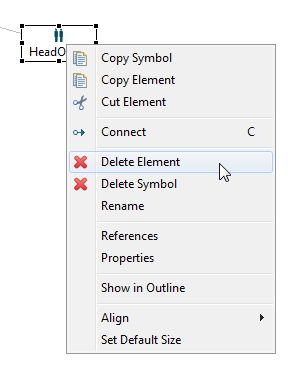 HeadO
Copy Symbol
Copy Element
Cut Element
Connect C
Delete Element
Delete Symbol
Rename
References
Properties
Show in Outline
Align
Set Default Size